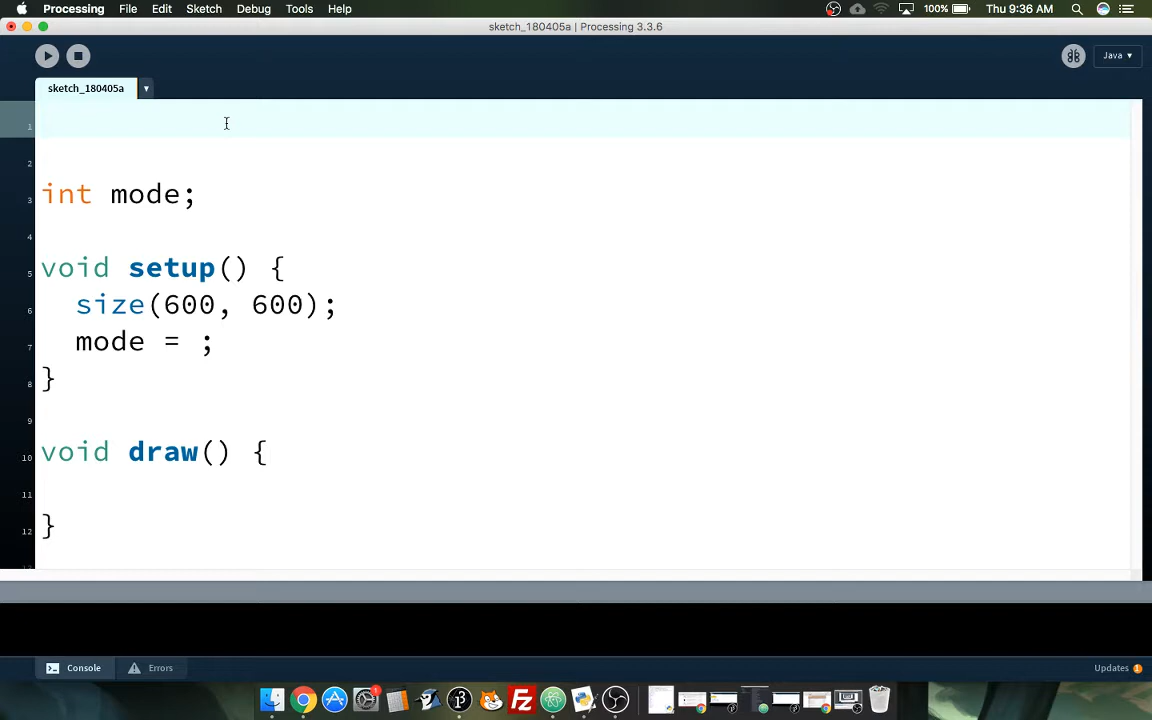 Processing File Edit Sketch Debug Tools Help 100% Thu 9:36 AM
sketch_180405a | Processing 3.3.6
Java ▾
sketch_180405a ▾
1
2
3 int mode;
4
5 void setup() {
6 size(600, 600);
7 mode = ;
8 }
9
10 void draw() {
11
12 }
Console Errors Updates 1